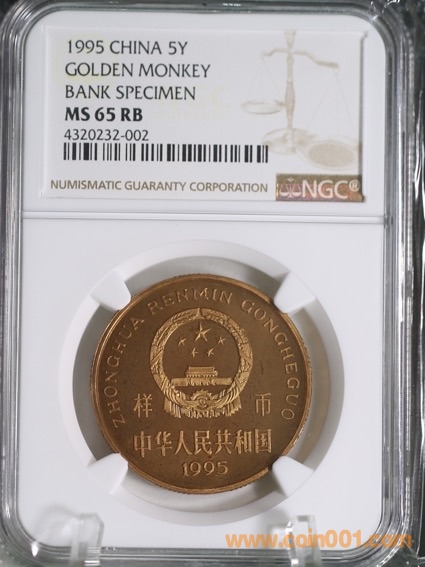 1995 CHINA 5Y
GOLDEN MONKEY
BANK SPECIMEN
MS 65 RB
4320232-002
NUMISMATIC GUARANTY CORPORATION
NGC®
ZHONGHUA RENMIN GONGHEGUO
样 币
中华人民共和国
1995
www.coin001.com